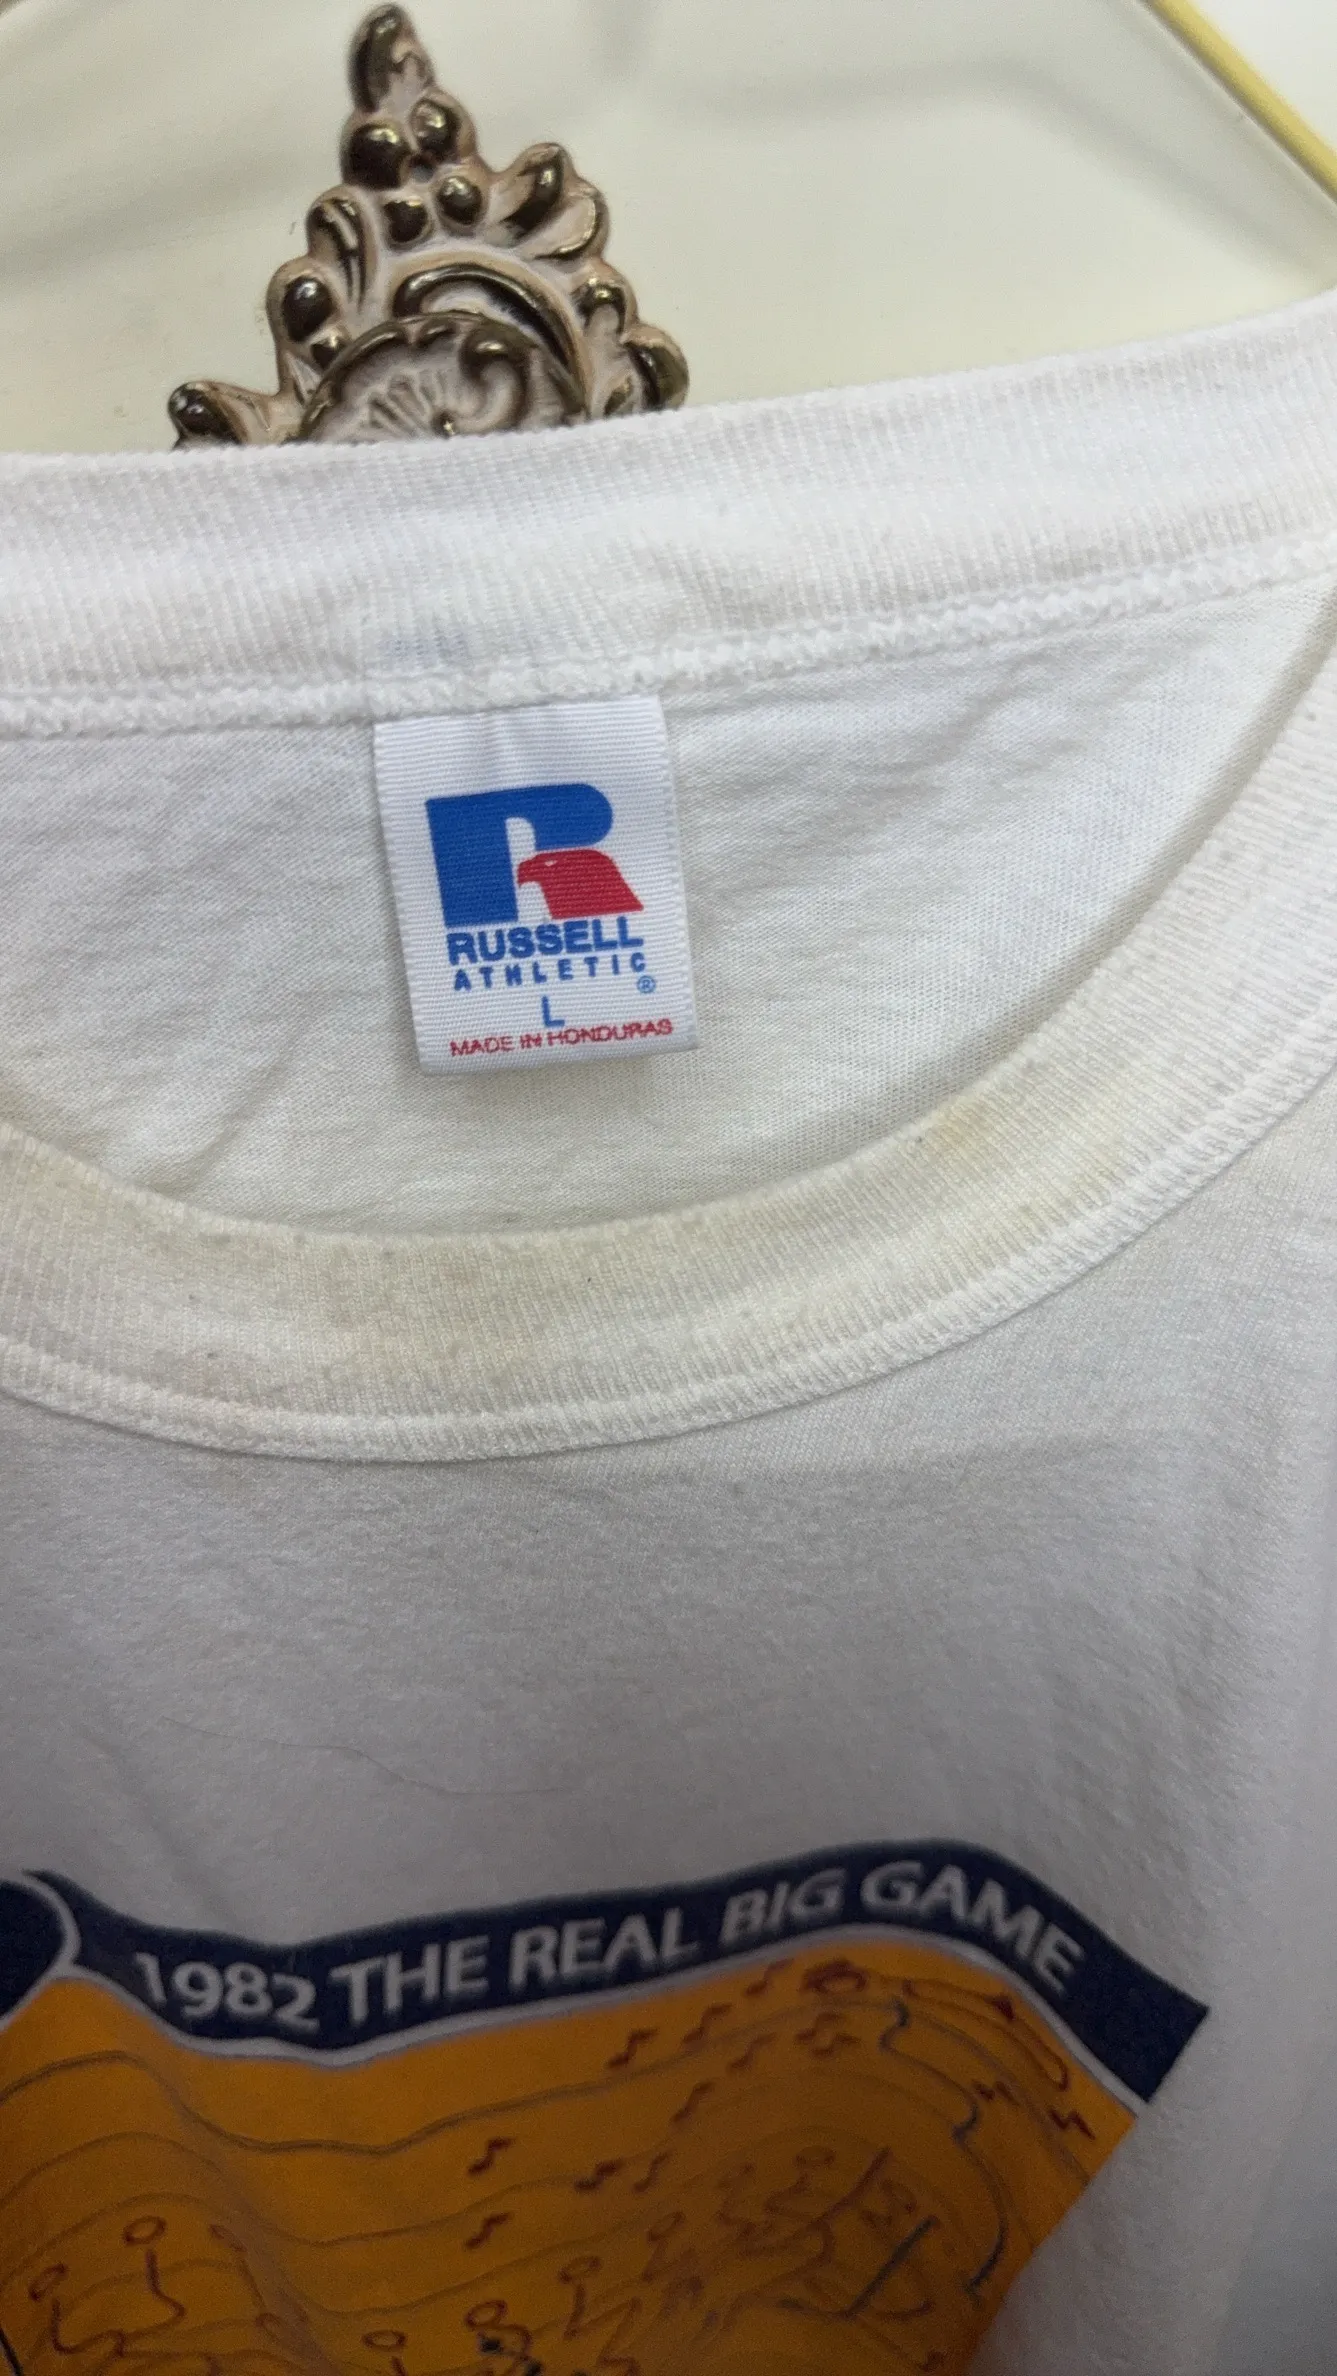 RUSSELL
ATHLETIC®
L
MADE IN HONDURAS
1982 THE REAL BIG GAME